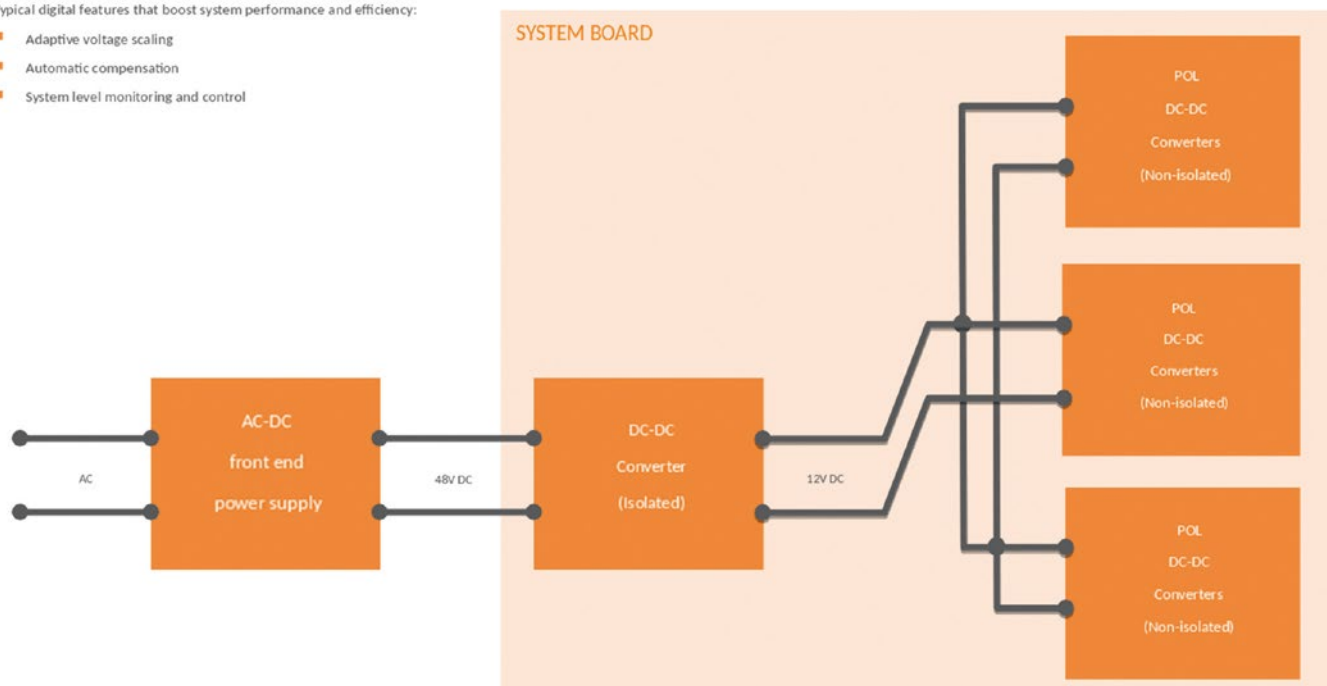 ypical digital features that boost system performance and efficiency:
Adaptive voltage scaling
Automatic compensation
System level monitoring and control
SYSTEM BOARD
POL
DC-DC
Converters
(Non-isolated)
POL
DC-DC
Converters
(Non-isolated)
AC-DC
front end
power supply
DC-DC
Converter
(Isolated)
AC
48V DC
12V DC
POL
DC-DC
Converters
(Non-isolated)